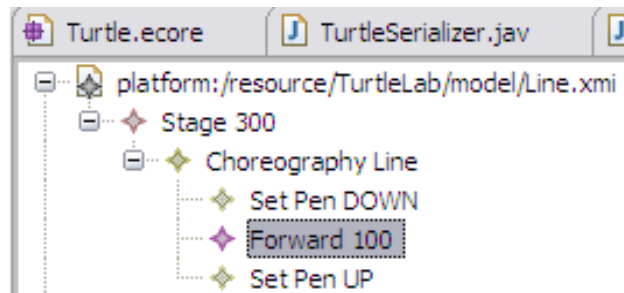 Turtle.ecore TurtleSerializer.jav
platform:/resource/TurtleLab/model/Line.xmi
Stage 300
Choreography Line
Set Pen DOWN
Forward 100
Set Pen UP